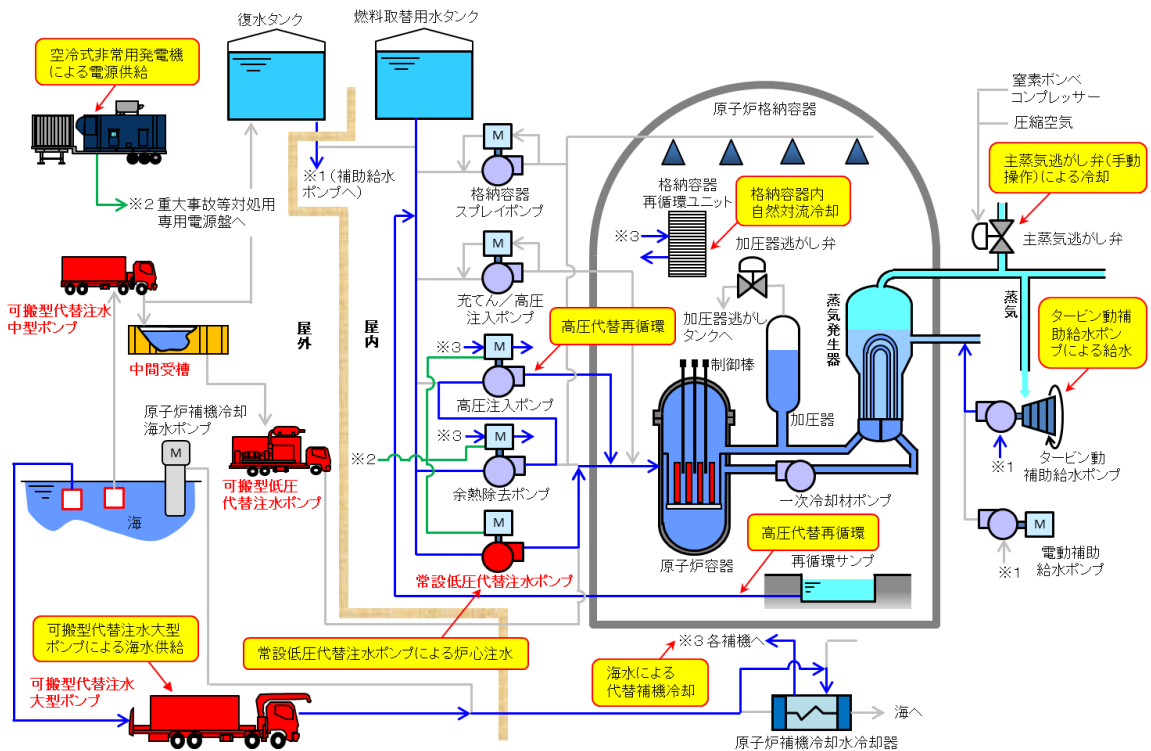 復水タンク
燃料取替用水タンク
空冷式非常用発電機
による電源供給
※1(補助給水
ポンプへ)
※2 重大事故等対処用
専用電源盤へ
可搬型代替注水
中型ポンプ
中間受槽
原子炉補機冷却
海水ポンプ
M
海
可搬型低圧
代替注水ポンプ
屋外
屋内
M
格納容器
スプレイポンプ
M
充てん/高圧
注入ポンプ
※3
M
高圧注入ポンプ
※3
M
※2
余熱除去ポンプ
M
常設低圧代替注水ポンプ
高圧代替再循環
原子炉格納容器
格納容器
再循環ユニット
※3
格納容器内
自然対流冷却
加圧器逃がし弁
加圧器逃がし
タンクへ
制御棒
加圧器
蒸気発生器
一次冷却材ポンプ
原子炉容器
高圧代替再循環
再循環サンプ
窒素ボンベ
コンプレッサー
圧縮空気
主蒸気逃がし弁(手動
操作)による冷却
主蒸気逃がし弁
蒸気
タービン動補
助給水ポン
プによる給水
※1
タービン動
補助給水ポンプ
M
※1
電動補助
給水ポンプ
可搬型代替注水大型
ポンプによる海水供給
可搬型代替注水
大型ポンプ
常設低圧代替注水ポンプによる炉心注水
※3 各補機へ
海水による
代替補機冷却
海へ
原子炉補機冷却水冷却器